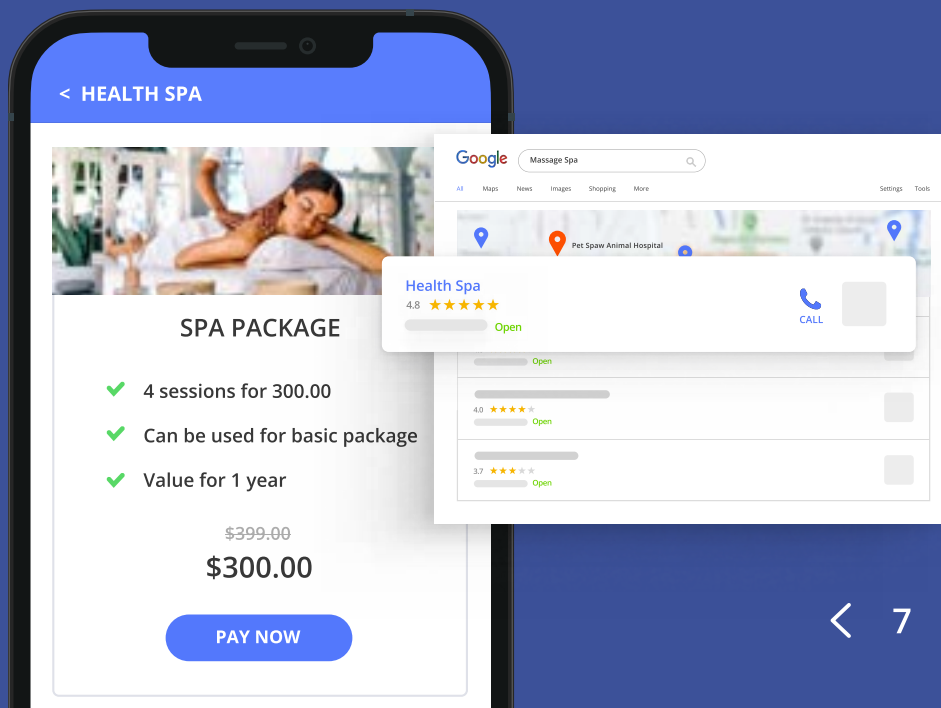 < HEALTH SPA
SPA PACKAGE
4 sessions for 300.00
Can be used for basic package
Value for 1 year
$399.00
$300.00
PAY NOW
Google
Massage Spa
All Maps News Images Shopping More Settings Tools
Pet Spaw Animal Hospital
Health Spa
4.8
Open
CALL
Open
4.0
Open
3.7
Open
7